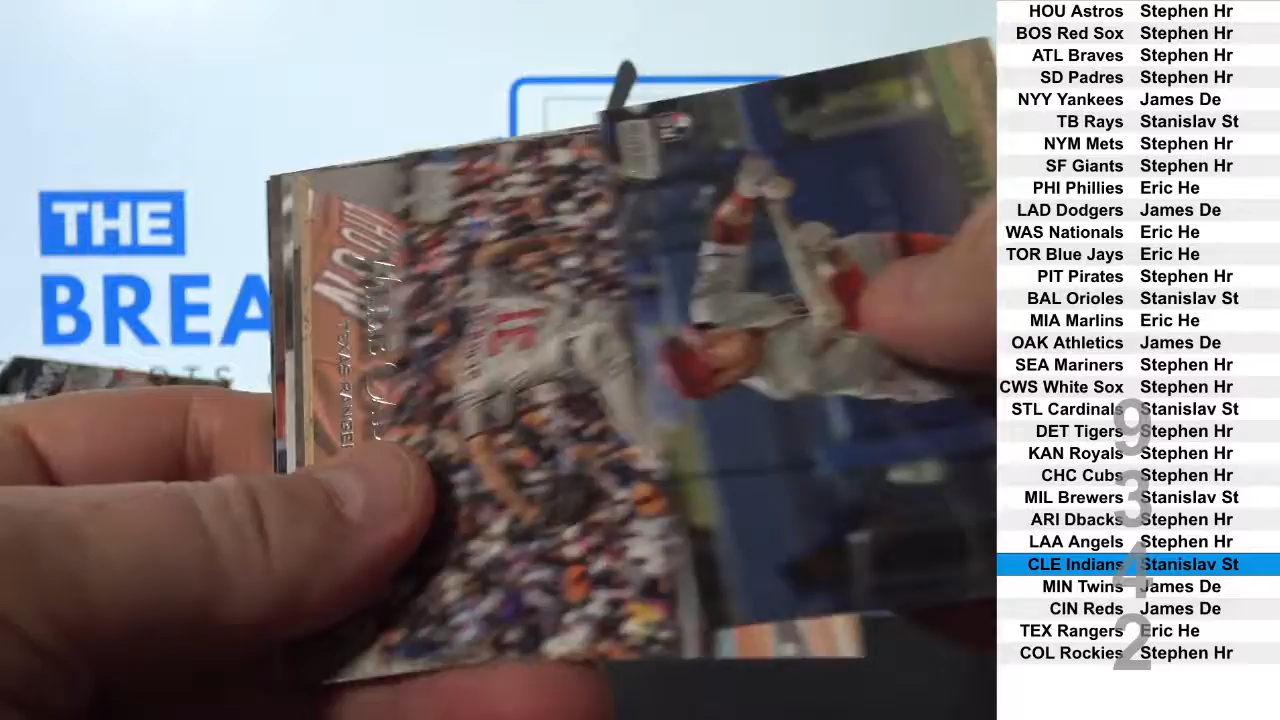 THE
BREA
TS
TEXAS RANGE
31
HOU Astros Stephen Hr
BOS Red Sox Stephen Hr
ATL Braves Stephen Hr
SD Padres Stephen Hr
NYY Yankees James De
TB Rays Stanislav St
NYM Mets Stephen Hr
SF Giants Stephen Hr
PHI Phillies Eric He
LAD Dodgers James De
WAS Nationals Eric He
TOR Blue Jays Eric He
PIT Pirates Stephen Hr
BAL Orioles Stanislav St
MIA Marlins Eric He
OAK Athletics James De
SEA Mariners Stephen Hr
CWS White Sox Stephen Hr
STL Cardinals Stanislav St
DET Tigers Stephen Hr
KAN Royals Stephen Hr
CHC Cubs Stephen Hr
MIL Brewers Stanislav St
ARI Dbacks Stephen Hr
LAA Angels Stephen Hr
CLE Indians Stanislav St
MIN Twins James De
CIN Reds James De
TEX Rangers Eric He
COL Rockies Stephen Hr
9
3
4
2